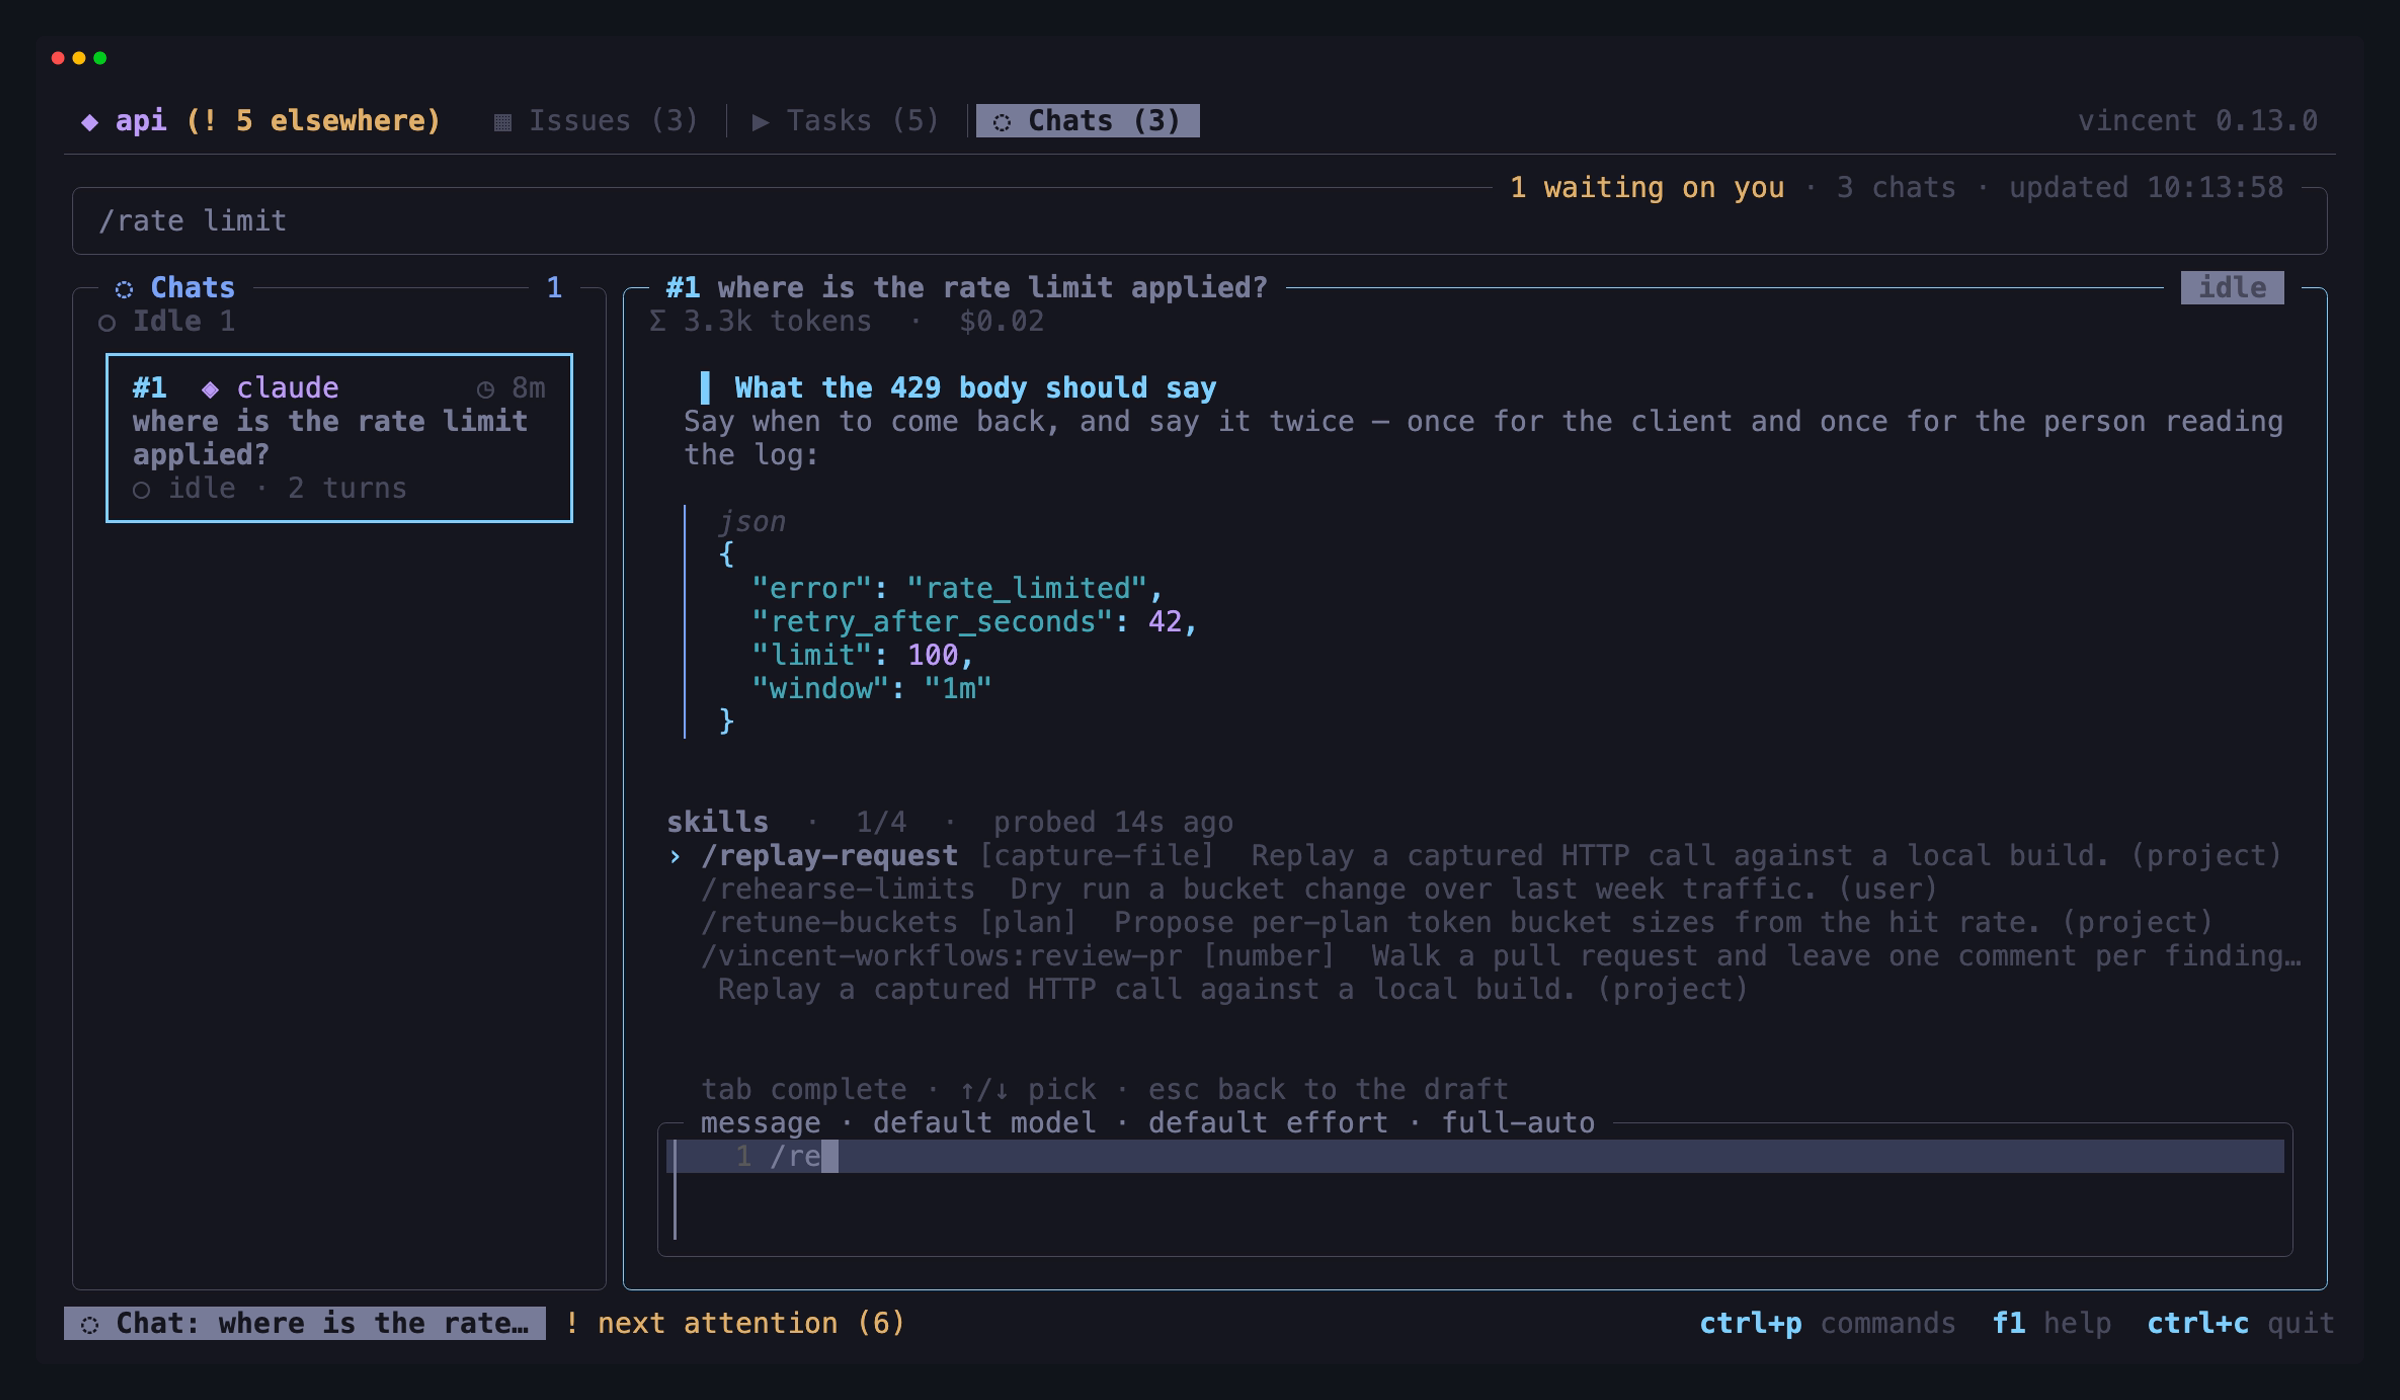 ◆ api (! 5 elsewhere) ▦ Issues (3) ▶ Tasks (5) ◌ Chats (3) vincent 0.13.0
1 waiting on you · 3 chats · updated 10:13:58
/rate limit
◌ Chats 1
○ Idle 1
#1 ◈ claude ◷ 8m
where is the rate limit
applied?
○ idle · 2 turns
#1 where is the rate limit applied? idle
Σ 3.3k tokens · $0.02
What the 429 body should say
Say when to come back, and say it twice — once for the client and once for the person reading
the log:
json
{
"error": "rate_limited",
"retry_after_seconds": 42,
"limit": 100,
"window": "1m"
}
skills · 1/4 · probed 14s ago
› /replay-request [capture-file] Replay a captured HTTP call against a local build. (project)
/rehearse-limits Dry run a bucket change over last week traffic. (user)
/retune-buckets [plan] Propose per-plan token bucket sizes from the hit rate. (project)
/vincent-workflows:review-pr [number] Walk a pull request and leave one comment per finding…
Replay a captured HTTP call against a local build. (project)
tab complete · ↑/↓ pick · esc back to the draft
message · default model · default effort · full-auto
1 /re
◌ Chat: where is the rate… ! next attention (6) ctrl+p commands f1 help ctrl+c quit